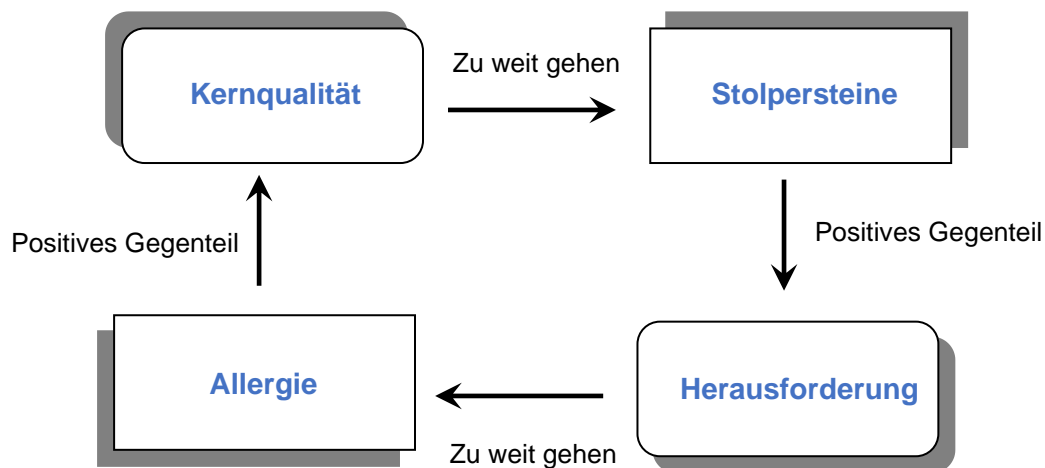 Zu weit gehen
Kernqualität
Stolpersteine
Positives Gegenteil
Positives Gegenteil
Allergie
Herausforderung
Zu weit gehen